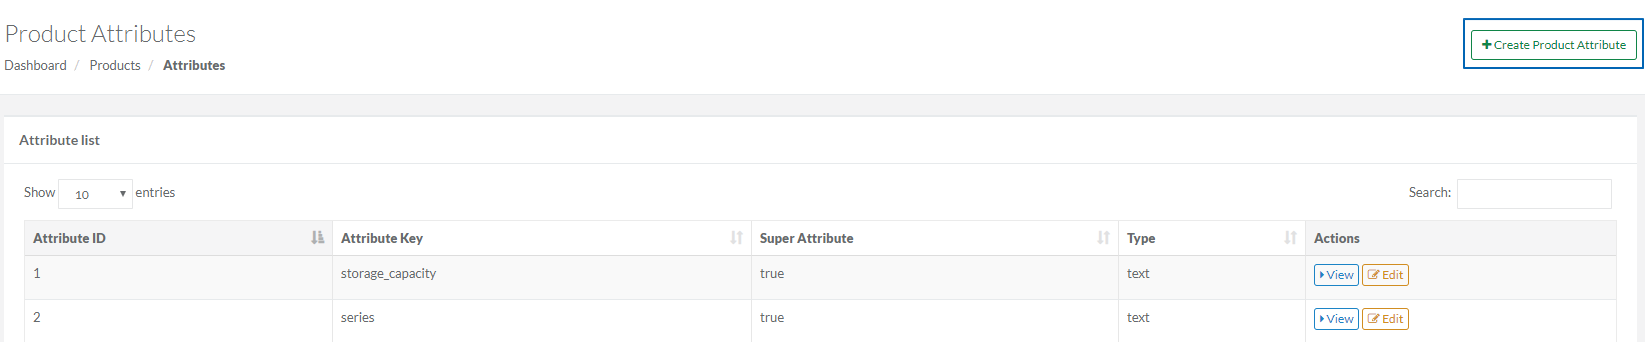 Product Attributes
Create Product Attribute
Dashboard / Products / Attributes
Attribute list
Show 10 entries
Search:
Attribute ID Attribute Key Super Attribute Type Actions
1 storage_capacity true text View Edit
2 series true text View Edit